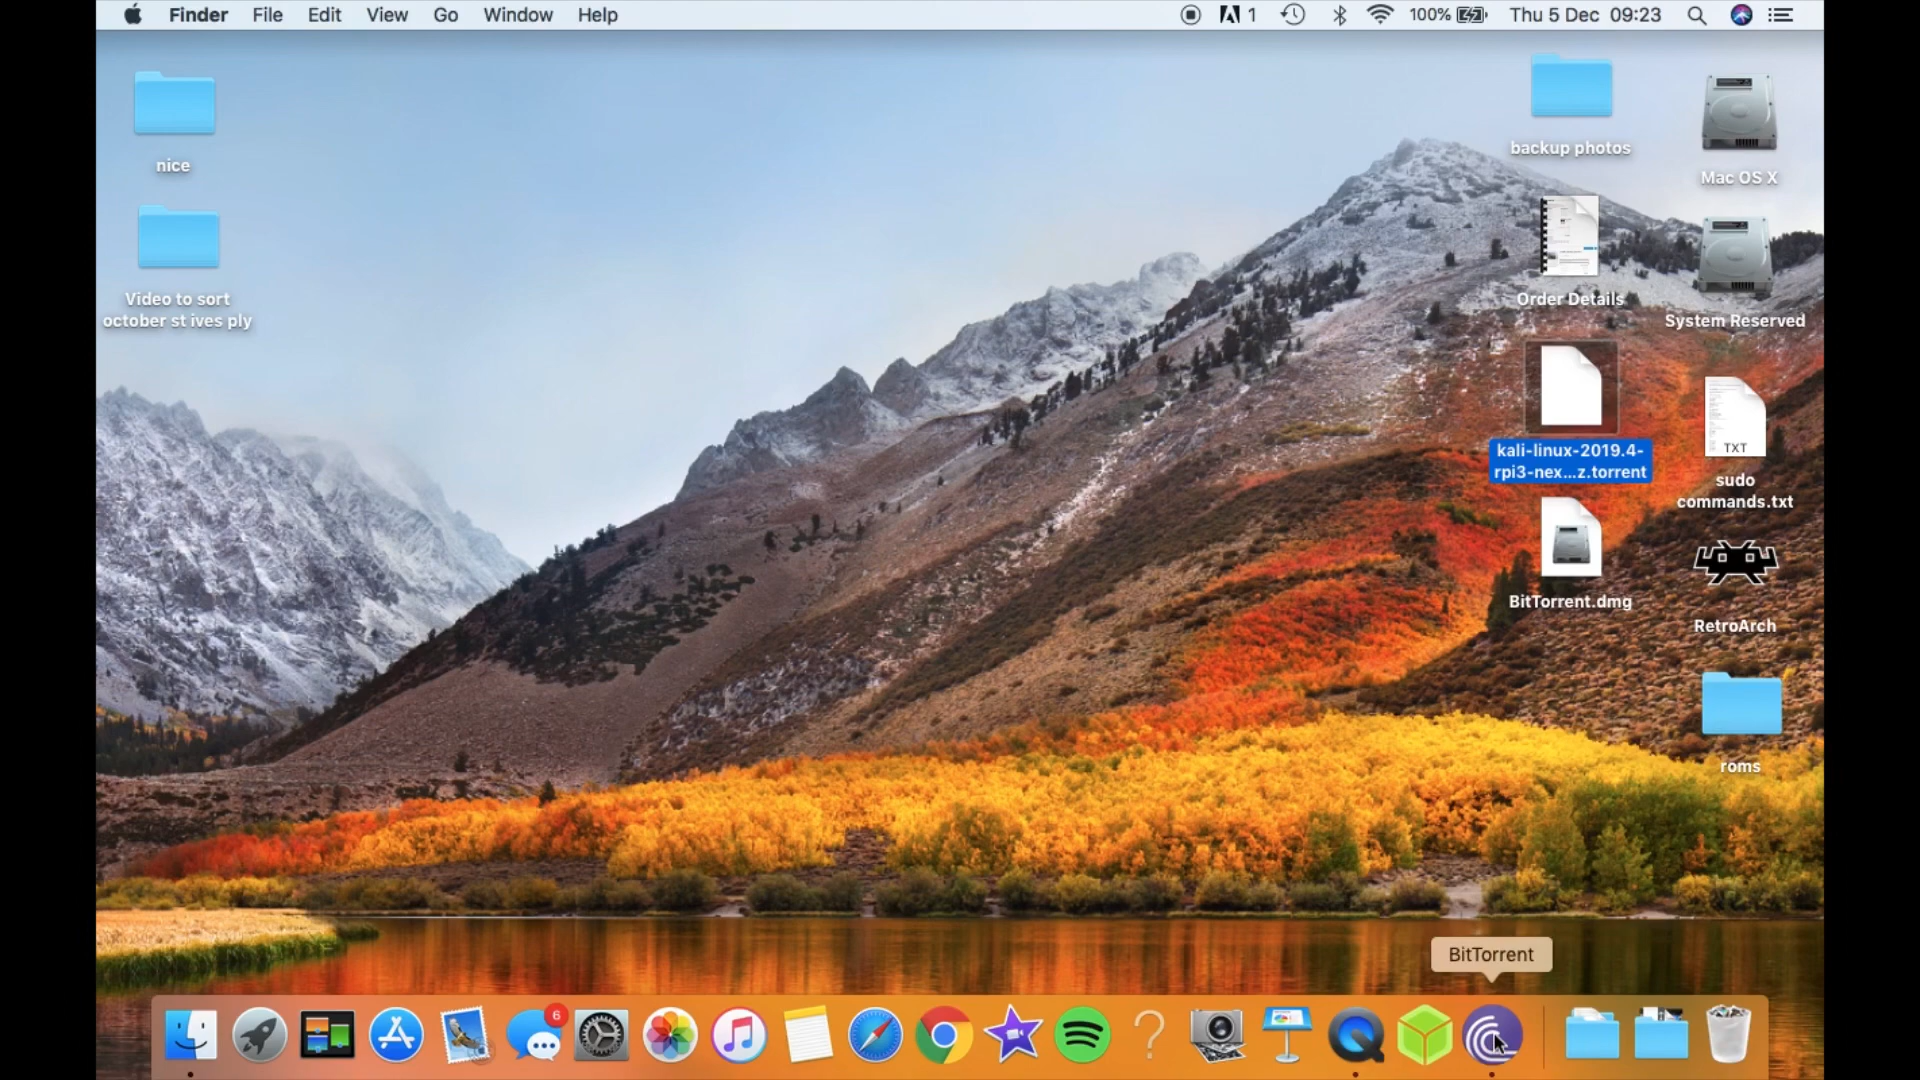 Finder File Edit View Go Window Help 1 100% Thu 5 Dec 09:23
nice
Video to sort
october st ives ply
backup photos
Mac OS X
Order Details
System Reserved
kali-linux-2019.4-
rpi3-nex...z.torrent
TXT
sudo
commands.txt
BitTorrent.dmg
RetroArch
roms
BitTorrent
6